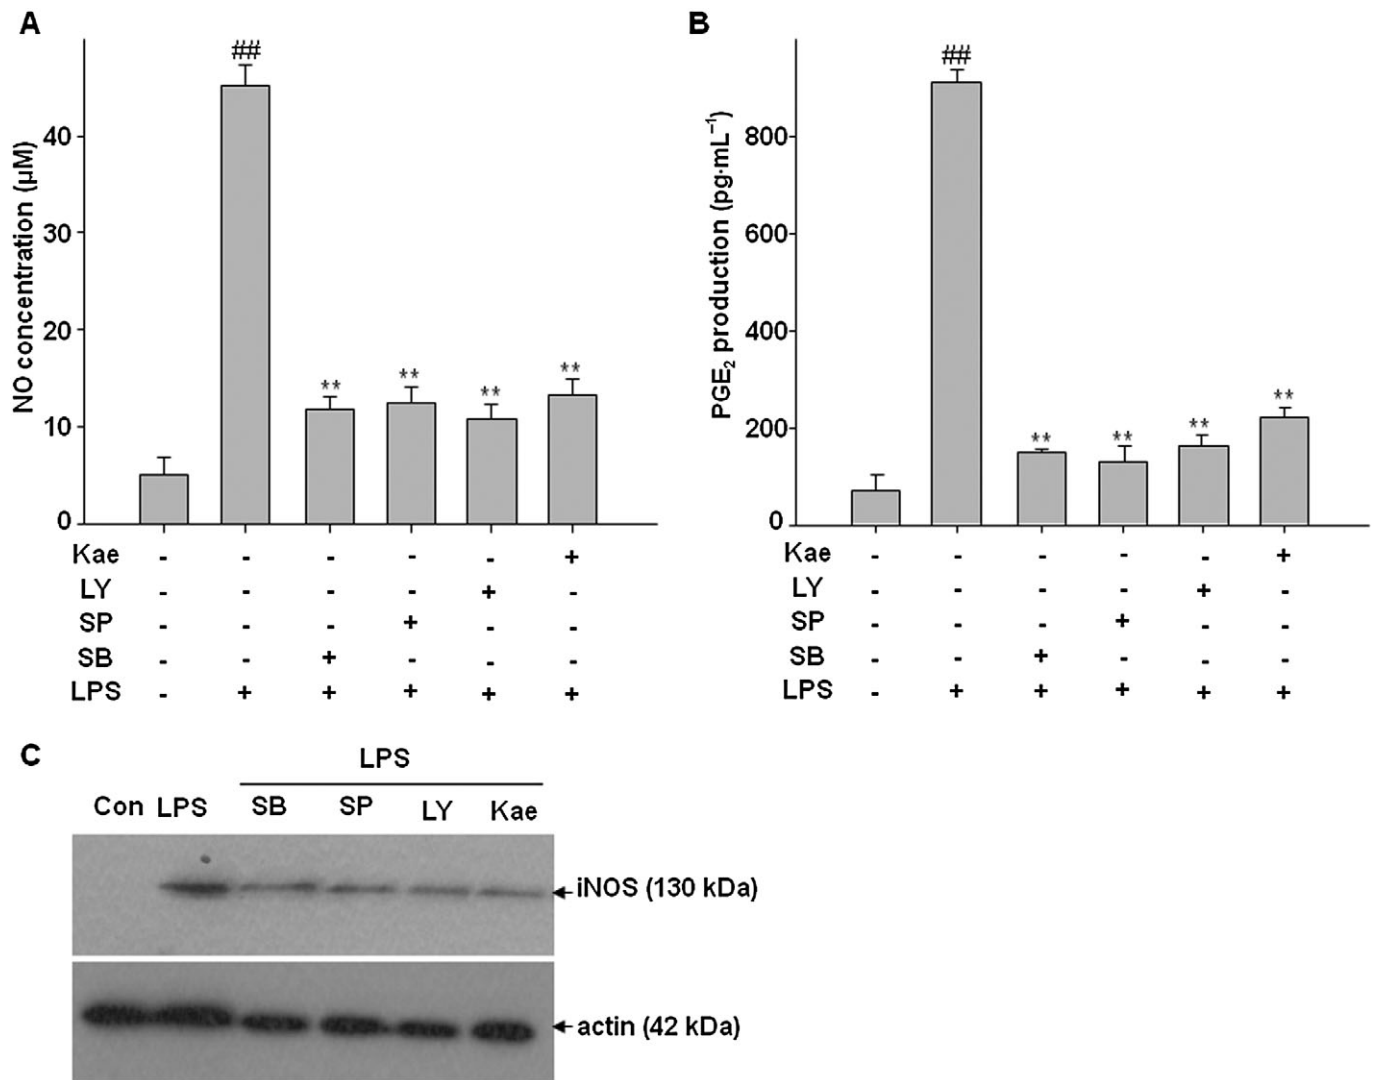 A
NO concentration (µM)
40
30
20
10
0
##
**
**
**
**
Kae - - - - - +
LY - - - - + -
SP - - - + - -
SB - - + - - -
LPS - + + + + +
B
PGE₂ production (pg·mL⁻¹)
800
600
400
200
0
##
**
**
**
**
Kae - - - - - +
LY - - - - + -
SP - - - + - -
SB - - + - - -
LPS - + + + + +
C
LPS
Con LPS SB SP LY Kae
iNOS (130 kDa)
actin (42 kDa)